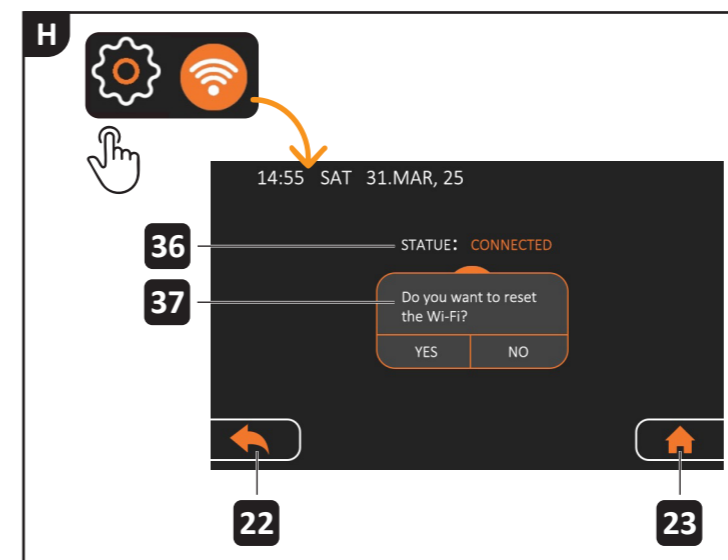 H
14:55 SAT 31.MAR, 25
36
STATUE: CONNECTED
37
Do you want to reset
the Wi-Fi?
YES NO
22
23